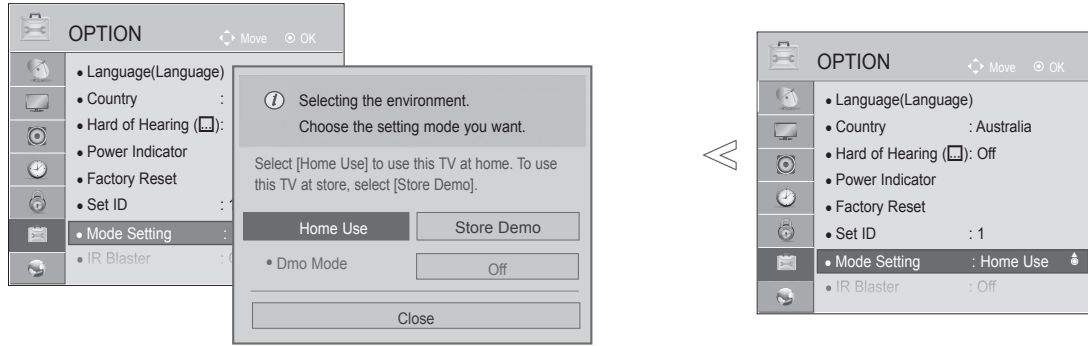 OPTION
Move OK
• Language(Language)
• Country :
• Hard of Hearing ( ):
• Power Indicator
• Factory Reset
• Set ID : 1
• Mode Setting :
• IR Blaster :
Selecting the environment.
Choose the setting mode you want.
Select [Home Use] to use this TV at home. To use
this TV at store, select [Store Demo].
Home Use Store Demo
• Dmo Mode Off
Close
OPTION
Move OK
• Language(Language)
• Country : Australia
• Hard of Hearing ( ): Off
• Power Indicator
• Factory Reset
• Set ID : 1
• Mode Setting : Home Use
• IR Blaster : Off